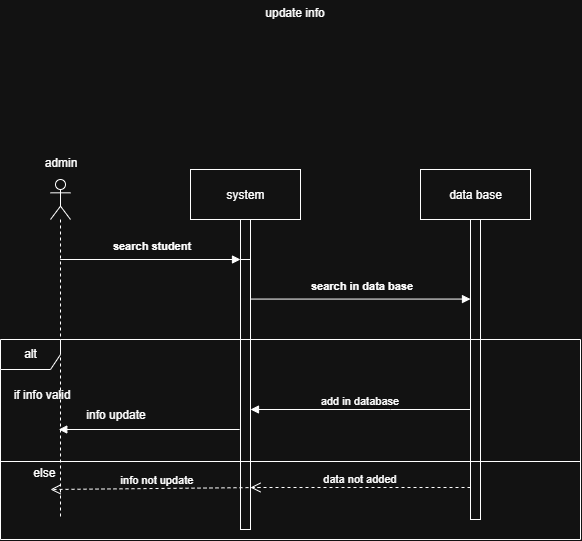 update info
admin
system
data base
search student
search in data base
alt
if info valid
add in database
info update
else
info not update
data not added